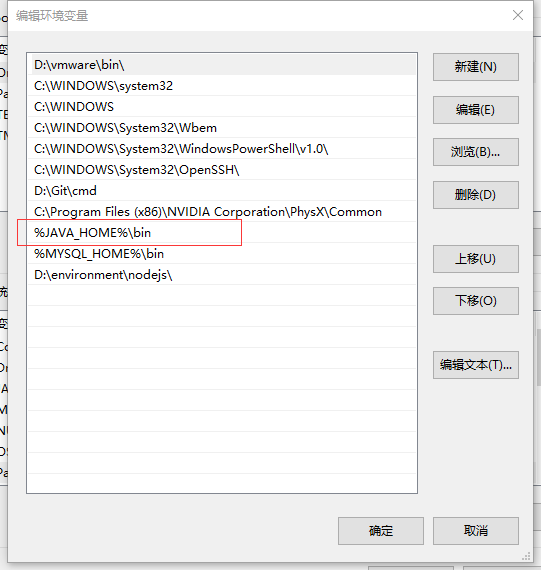 编辑环境变量
D:\vmware\bin\
C:\WINDOWS\system32
C:\WINDOWS
C:\WINDOWS\System32\Wbem
C:\WINDOWS\System32\WindowsPowerShell\v1.0\
C:\WINDOWS\System32\OpenSSH\
D:\Git\cmd
C:\Program Files (x86)\NVIDIA Corporation\PhysX\Common
%JAVA_HOME%\bin
%MYSQL_HOME%\bin
D:\environment\nodejs\
新建(N)
编辑(E)
浏览(B)...
删除(D)
上移(U)
下移(O)
编辑文本(T)...
确定
取消